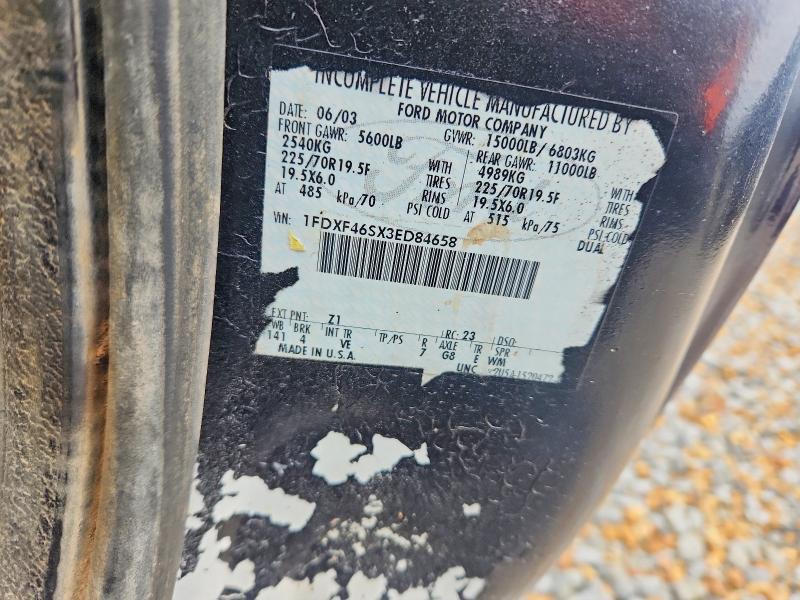 INCOMPLETE VEHICLE MANUFACTURED BY
FORD MOTOR COMPANY
DATE: 06/03 GVWR: 15000LB/ 6803KG
FRONT GAWR: 5600LB REAR GAWR: 11000LB
2540KG WITH 4989KG WITH
225/70R19.5F TIRES 225/70R19.5F TIRES
19.5X6.0 RIMS 19.5X6.0 RIMS
AT 485 kPa/70 PSI COLD AT 515 kPa/75 PSI COLD
DUAL
VIN: 1FDXF46SX3ED84658
EXT PNT: Z1 RC: 23 DSO:
WB BRK INT TR TP/PS R AXLE TR SPR
141 4 VE 7 G8 E WM
MADE IN U.S.A. UNC